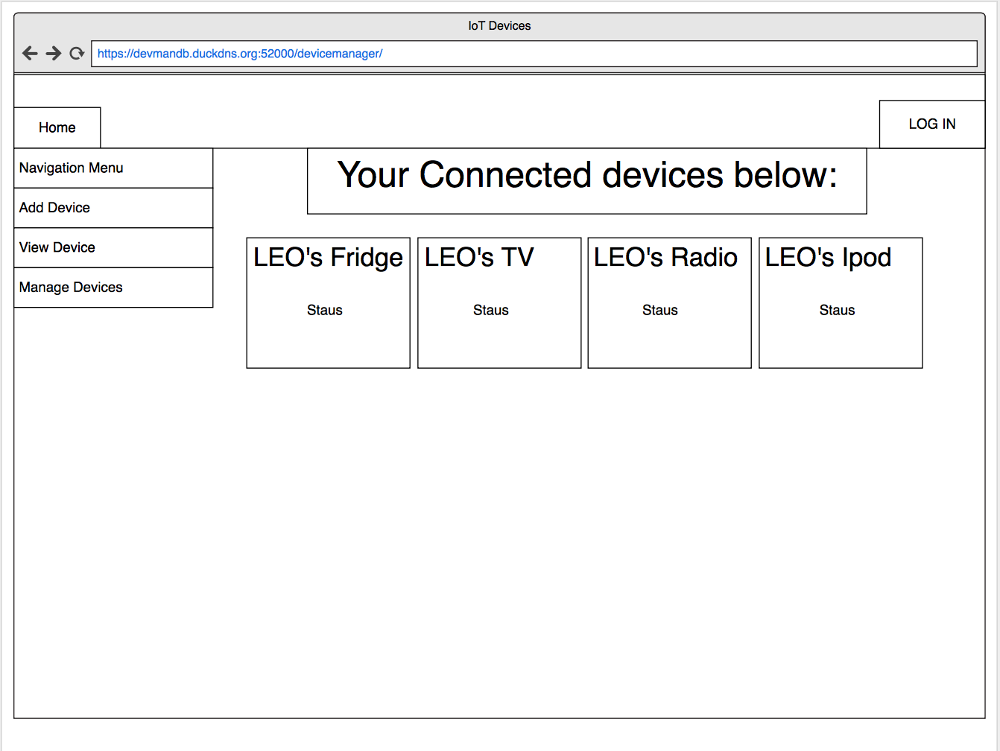 IoT Devices
https://devmandb.duckdns.org:52000/devicemanager/
Home
LOG IN
Navigation Menu
Add Device
View Device
Manage Devices
Your Connected devices below:
LEO's Fridge
Staus
LEO's TV
Staus
LEO's Radio
Staus
LEO's Ipod
Staus